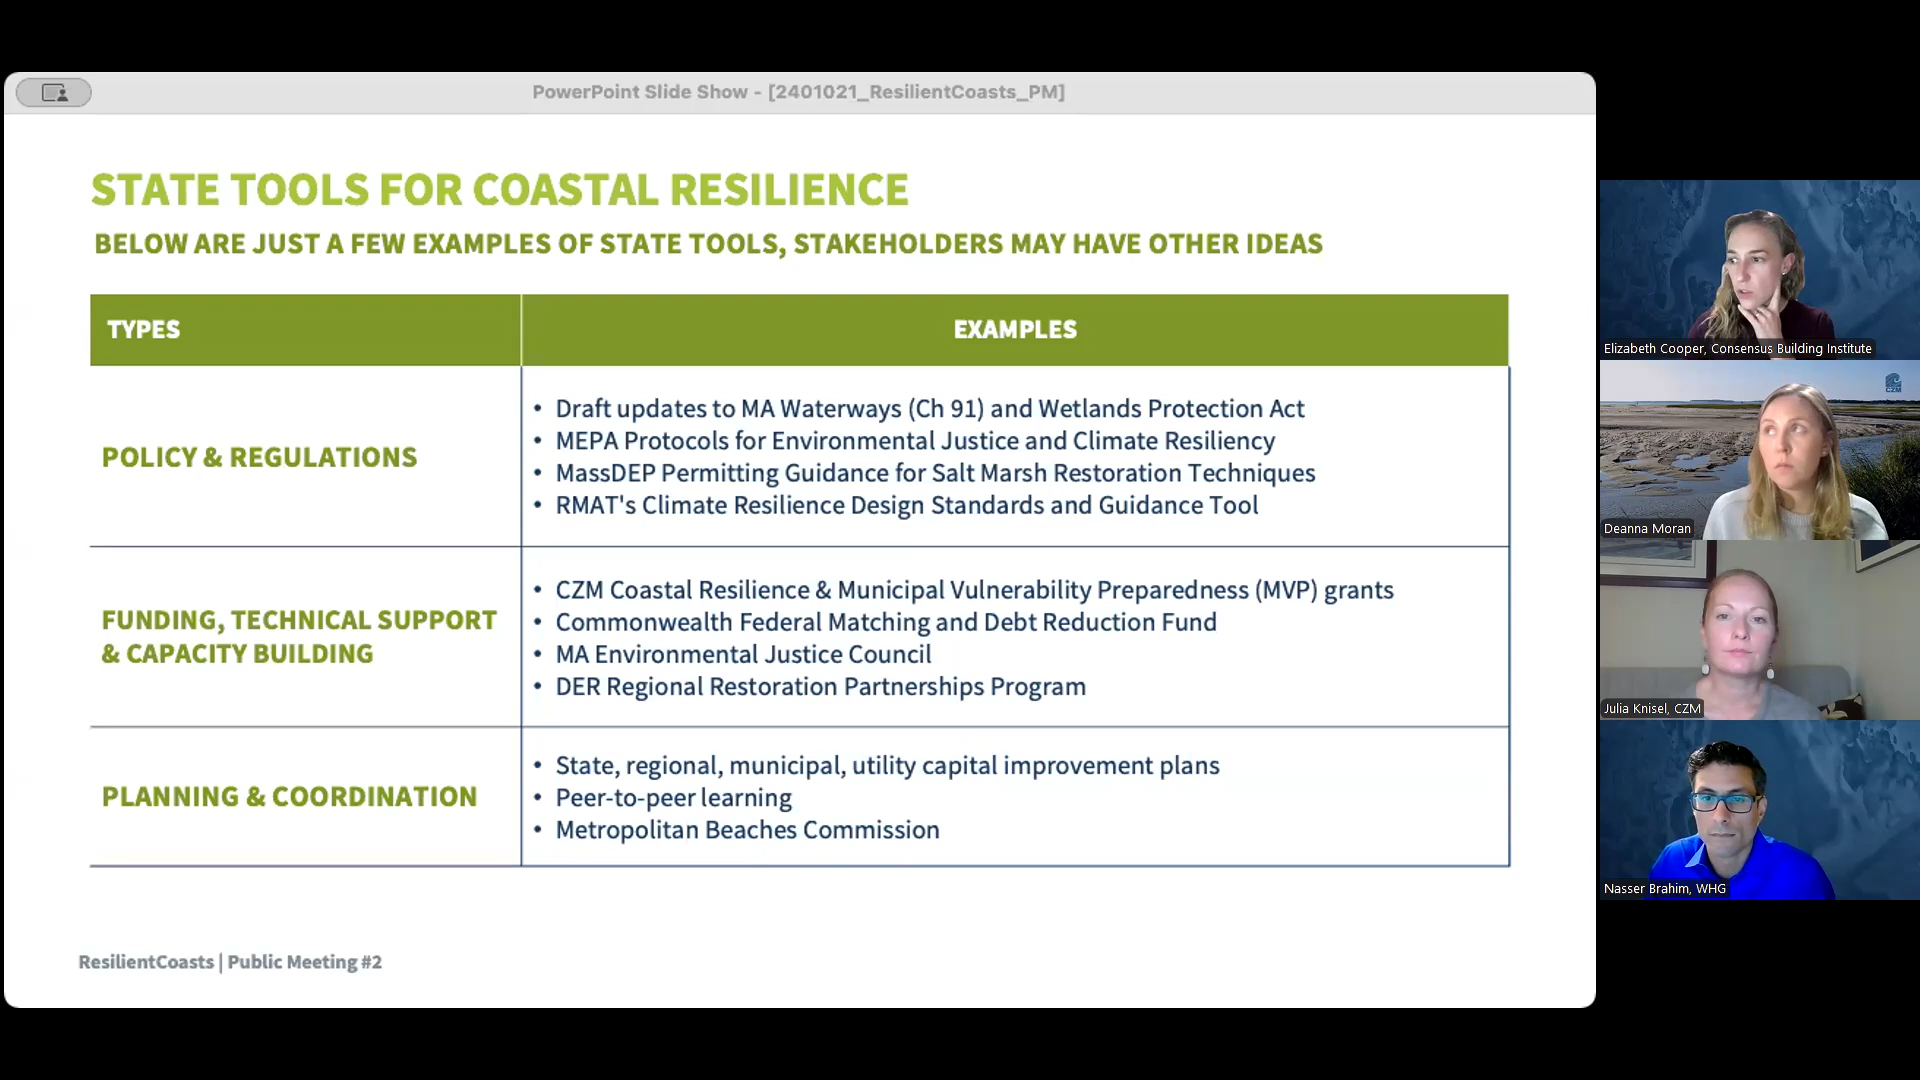 PowerPoint Slide Show - [2401021_ResilientCoasts_PM]
STATE TOOLS FOR COASTAL RESILIENCE
BELOW ARE JUST A FEW EXAMPLES OF STATE TOOLS, STAKEHOLDERS MAY HAVE OTHER IDEAS
TYPES
EXAMPLES
POLICY & REGULATIONS
• Draft updates to MA Waterways (Ch 91) and Wetlands Protection Act
• MEPA Protocols for Environmental Justice and Climate Resiliency
• MassDEP Permitting Guidance for Salt Marsh Restoration Techniques
• RMAT's Climate Resilience Design Standards and Guidance Tool
FUNDING, TECHNICAL SUPPORT
& CAPACITY BUILDING
• CZM Coastal Resilience & Municipal Vulnerability Preparedness (MVP) grants
• Commonwealth Federal Matching and Debt Reduction Fund
• MA Environmental Justice Council
• DER Regional Restoration Partnerships Program
PLANNING & COORDINATION
• State, regional, municipal, utility capital improvement plans
• Peer-to-peer learning
• Metropolitan Beaches Commission
ResilientCoasts | Public Meeting #2
Elizabeth Cooper, Consensus Building Institute
CZM
Deanna Moran
Julia Knisel, CZM
Nasser Brahim, WHG